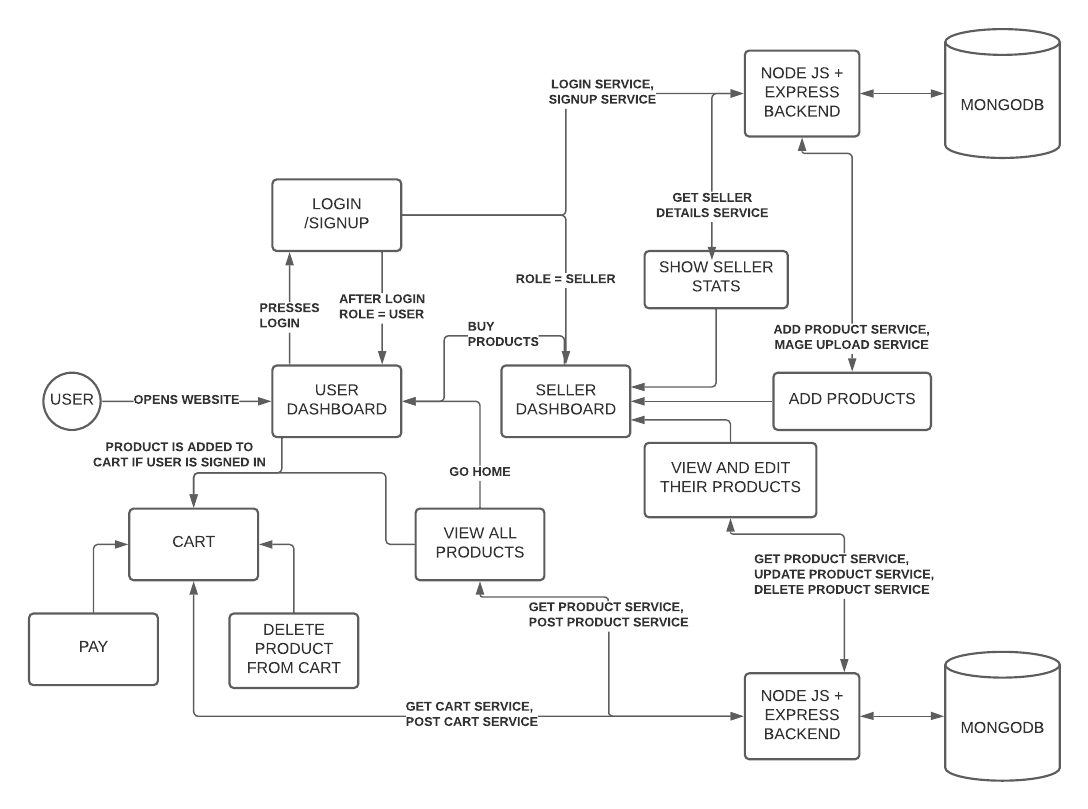 LOGIN SERVICE,
SIGNUP SERVICE
NODE JS +
EXPRESS
BACKEND
MONGODB
LOGIN
/SIGNUP
GET SELLER
DETAILS SERVICE
SHOW SELLER
STATS
ROLE = SELLER
PRESSES
LOGIN
AFTER LOGIN
ROLE = USER
BUY
PRODUCTS
ADD PRODUCT SERVICE,
MAGE UPLOAD SERVICE
USER
OPENS WEBSITE
USER
DASHBOARD
SELLER
DASHBOARD
ADD PRODUCTS
PRODUCT IS ADDED TO
CART IF USER IS SIGNED IN
GO HOME
VIEW AND EDIT
THEIR PRODUCTS
CART
VIEW ALL
PRODUCTS
GET PRODUCT SERVICE,
UPDATE PRODUCT SERVICE,
DELETE PRODUCT SERVICE
GET PRODUCT SERVICE,
POST PRODUCT SERVICE
PAY
DELETE
PRODUCT
FROM CART
GET CART SERVICE,
POST CART SERVICE
NODE JS +
EXPRESS
BACKEND
MONGODB